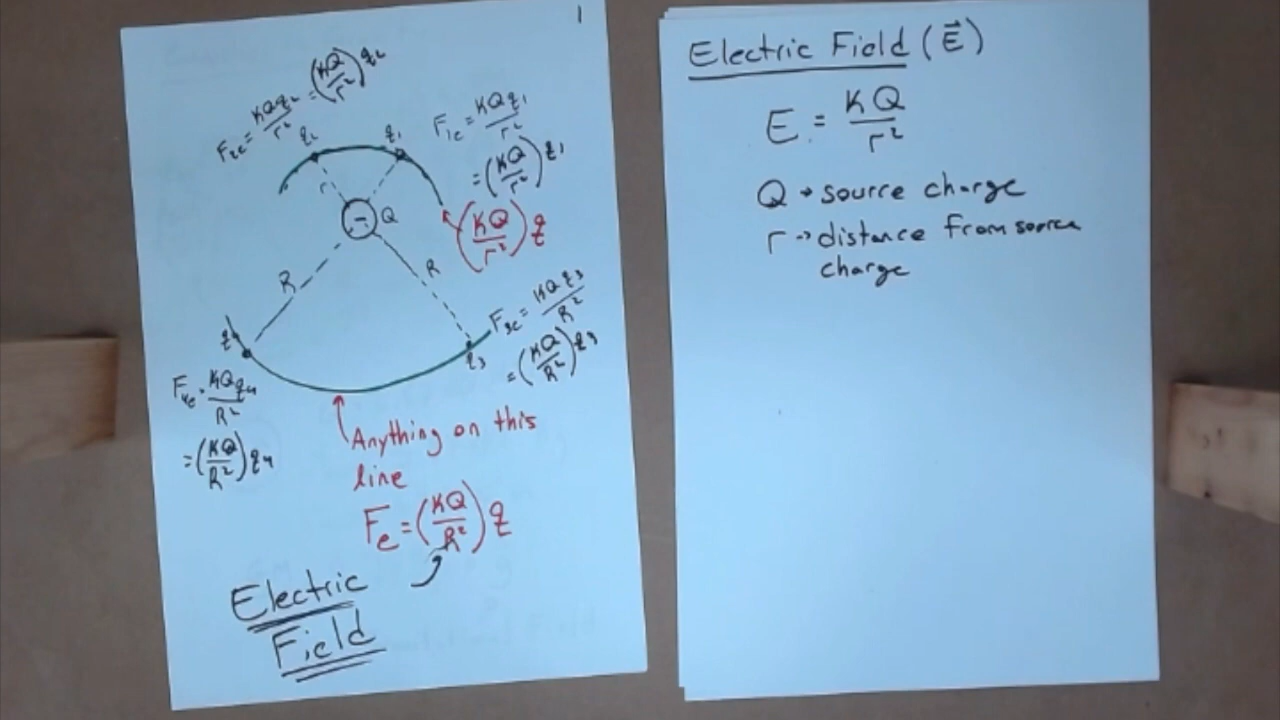 1
F₂e = KQq₂/r² = (KQ/r²)q₂
q₂
q₁
F₁e = KQq₁/r²
= (KQ/r²)q₁
r
- Q
(KQ/r²)q
R
R
F₃e = KQq₃/R²
= (KQ/R²)q₃
q₃
F₄e = KQq₄/R²
= (KQ/R²)q₄
Anything on this
line
Fe = (KQ/R²)q
Electric
Field
Electric Field (E⃗)
E = KQ/r²
Q → source charge
r → distance from source
charge